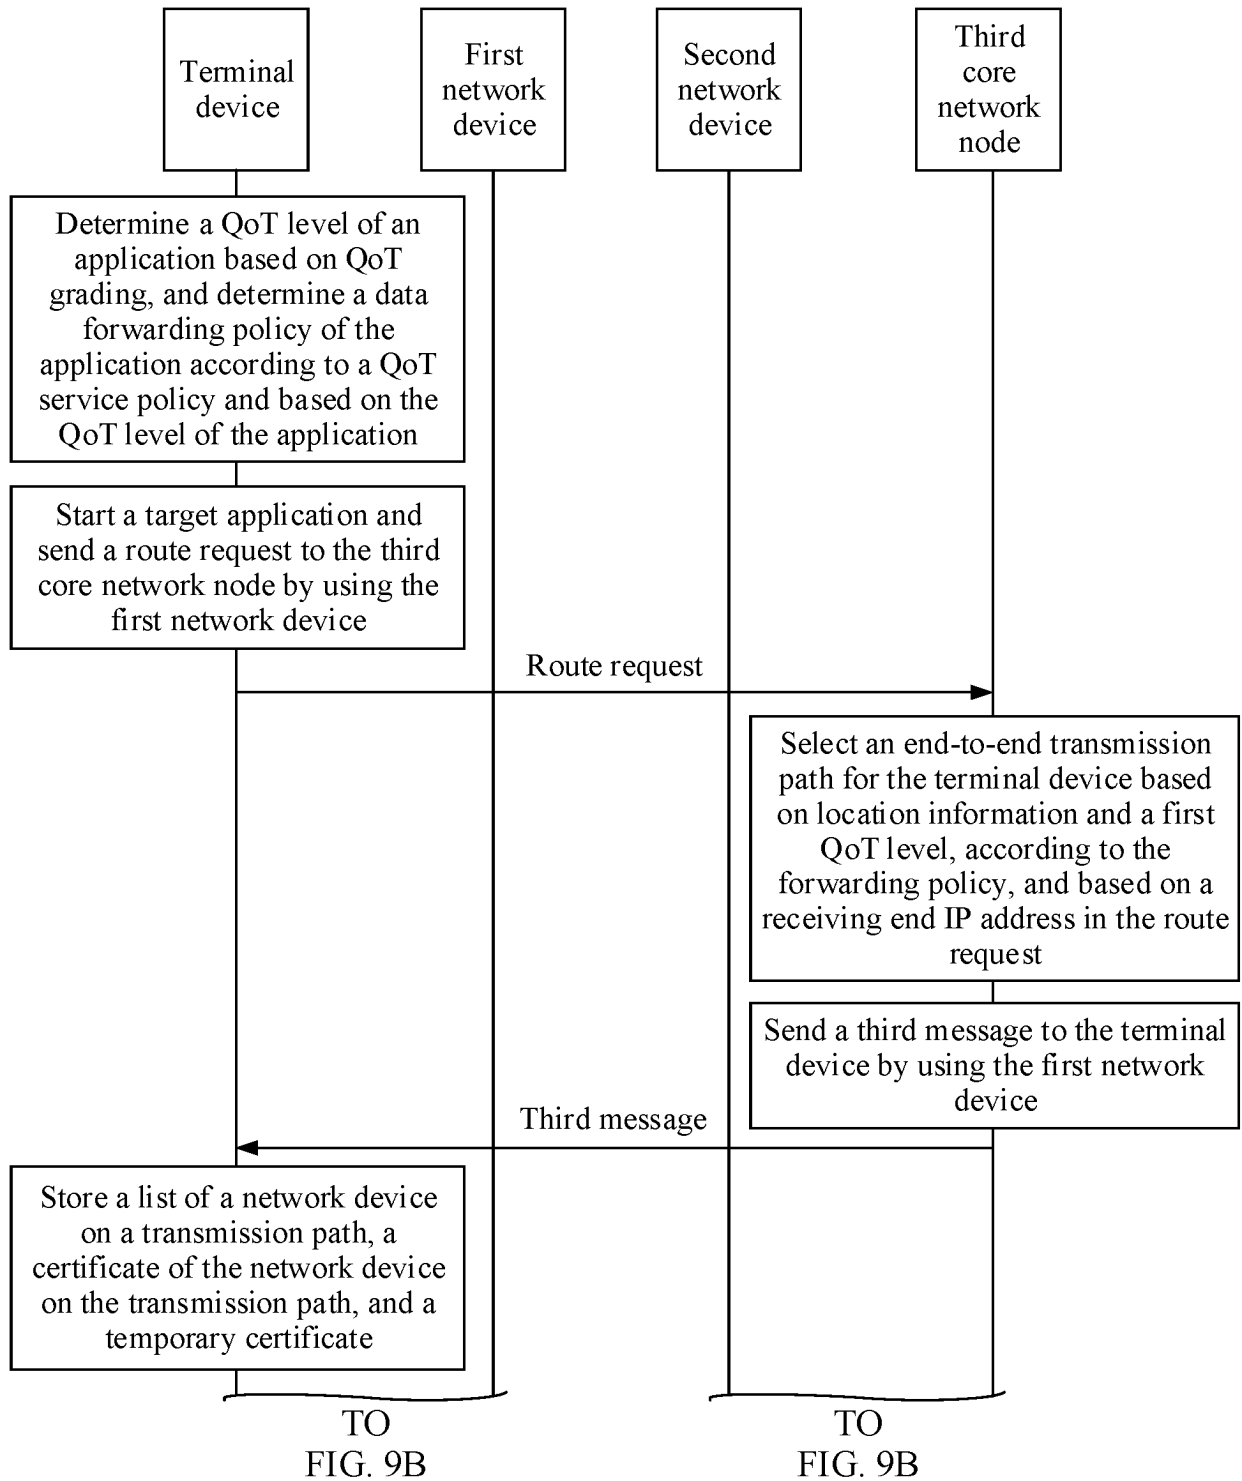 Terminal
device
First
network
device
Second
network
device
Third
core
network
node
Determine a QoT level of an
application based on QoT
grading, and determine a data
forwarding policy of the
application according to a QoT
service policy and based on the
QoT level of the application
Start a target application and
send a route request to the third
core network node by using the
first network device
Route request
Select an end-to-end transmission
path for the terminal device based
on location information and a first
QoT level, according to the
forwarding policy, and based on a
receiving end IP address in the route
request
Send a third message to the terminal
device by using the first network
device
Third message
Store a list of a network device
on a transmission path, a
certificate of the network device
on the transmission path, and a
temporary certificate
TO
FIG. 9B
TO
FIG. 9B